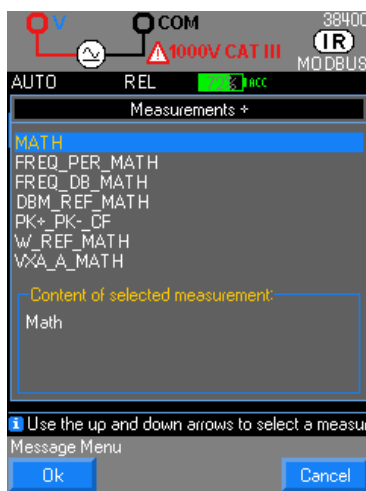 V COM 38400
1000V CAT III IR
MODBUS
AUTO REL ACC
Measurements +
MATH
FREQ_PER_MATH
FREQ_DB_MATH
DBM_REF_MATH
PK+_PK-_CF
W_REF_MATH
VXA_A_MATH
Content of selected measurement:
Math
i Use the up and down arrows to select a measu
Message Menu
Ok Cancel